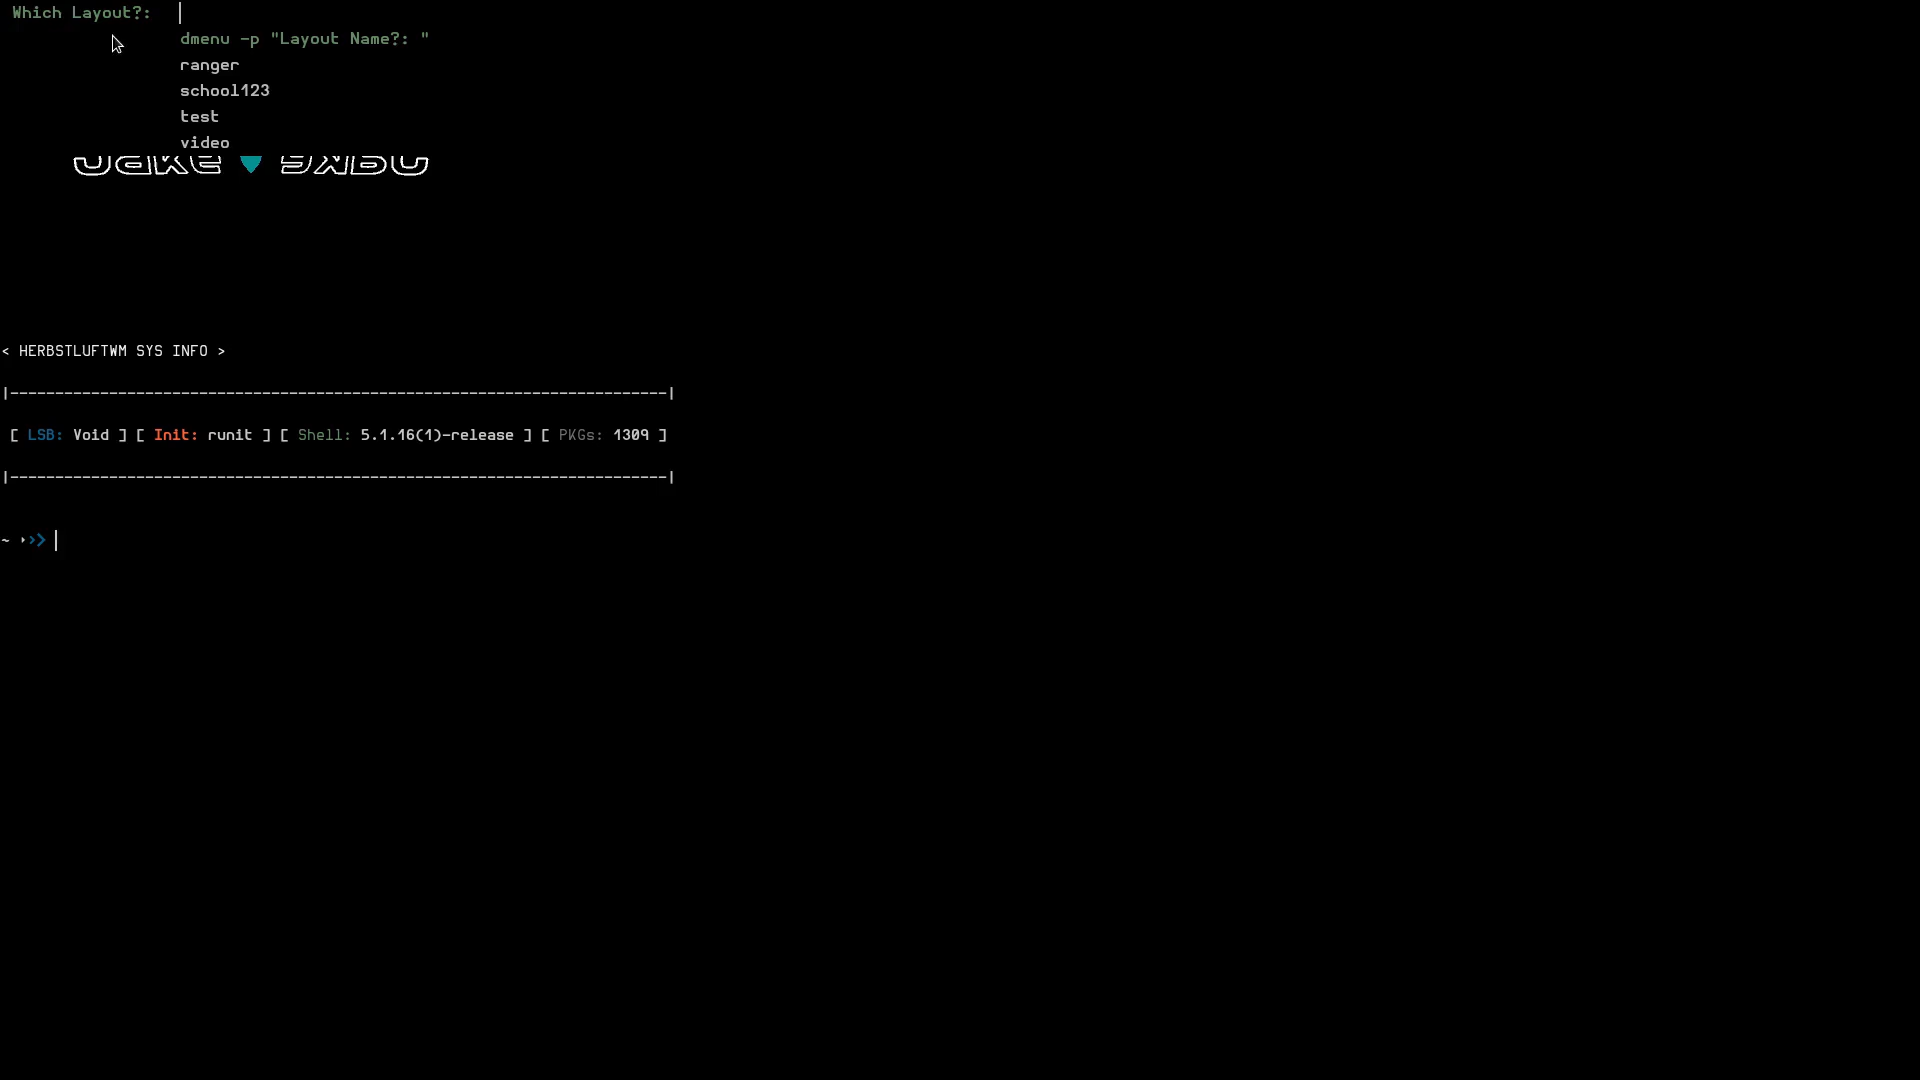 Which Layout?:
dmenu -p "Layout Name?: "
ranger
school123
test
video
< HERBSTLUFTWM SYS INFO >
|-------------------------------------------------------------------------|
[ LSB: Void ] [ Init: runit ] [ Shell: 5.1.16(1)-release ] [ PKGs: 1309 ]
|-------------------------------------------------------------------------|
~ ›››